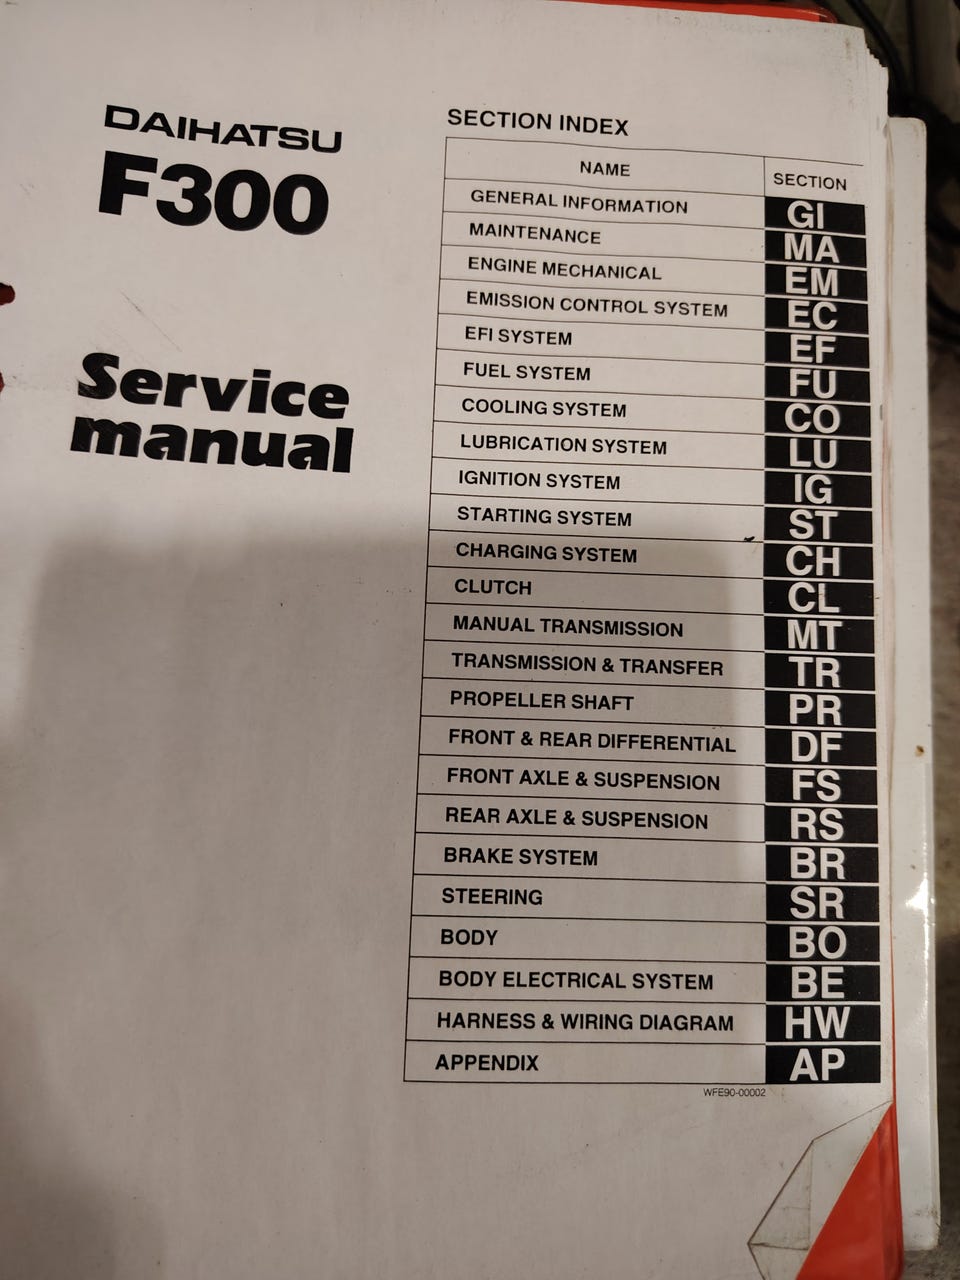 DAIHATSU
F300
Service
manual
SECTION INDEX
NAME SECTION
GENERAL INFORMATION GI
MAINTENANCE MA
ENGINE MECHANICAL EM
EMISSION CONTROL SYSTEM EC
EFI SYSTEM EF
FUEL SYSTEM FU
COOLING SYSTEM CO
LUBRICATION SYSTEM LU
IGNITION SYSTEM IG
STARTING SYSTEM ST
CHARGING SYSTEM CH
CLUTCH CL
MANUAL TRANSMISSION MT
TRANSMISSION & TRANSFER TR
PROPELLER SHAFT PR
FRONT & REAR DIFFERENTIAL DF
FRONT AXLE & SUSPENSION FS
REAR AXLE & SUSPENSION RS
BRAKE SYSTEM BR
STEERING SR
BODY BO
BODY ELECTRICAL SYSTEM BE
HARNESS & WIRING DIAGRAM HW
APPENDIX AP
WFE90-00002